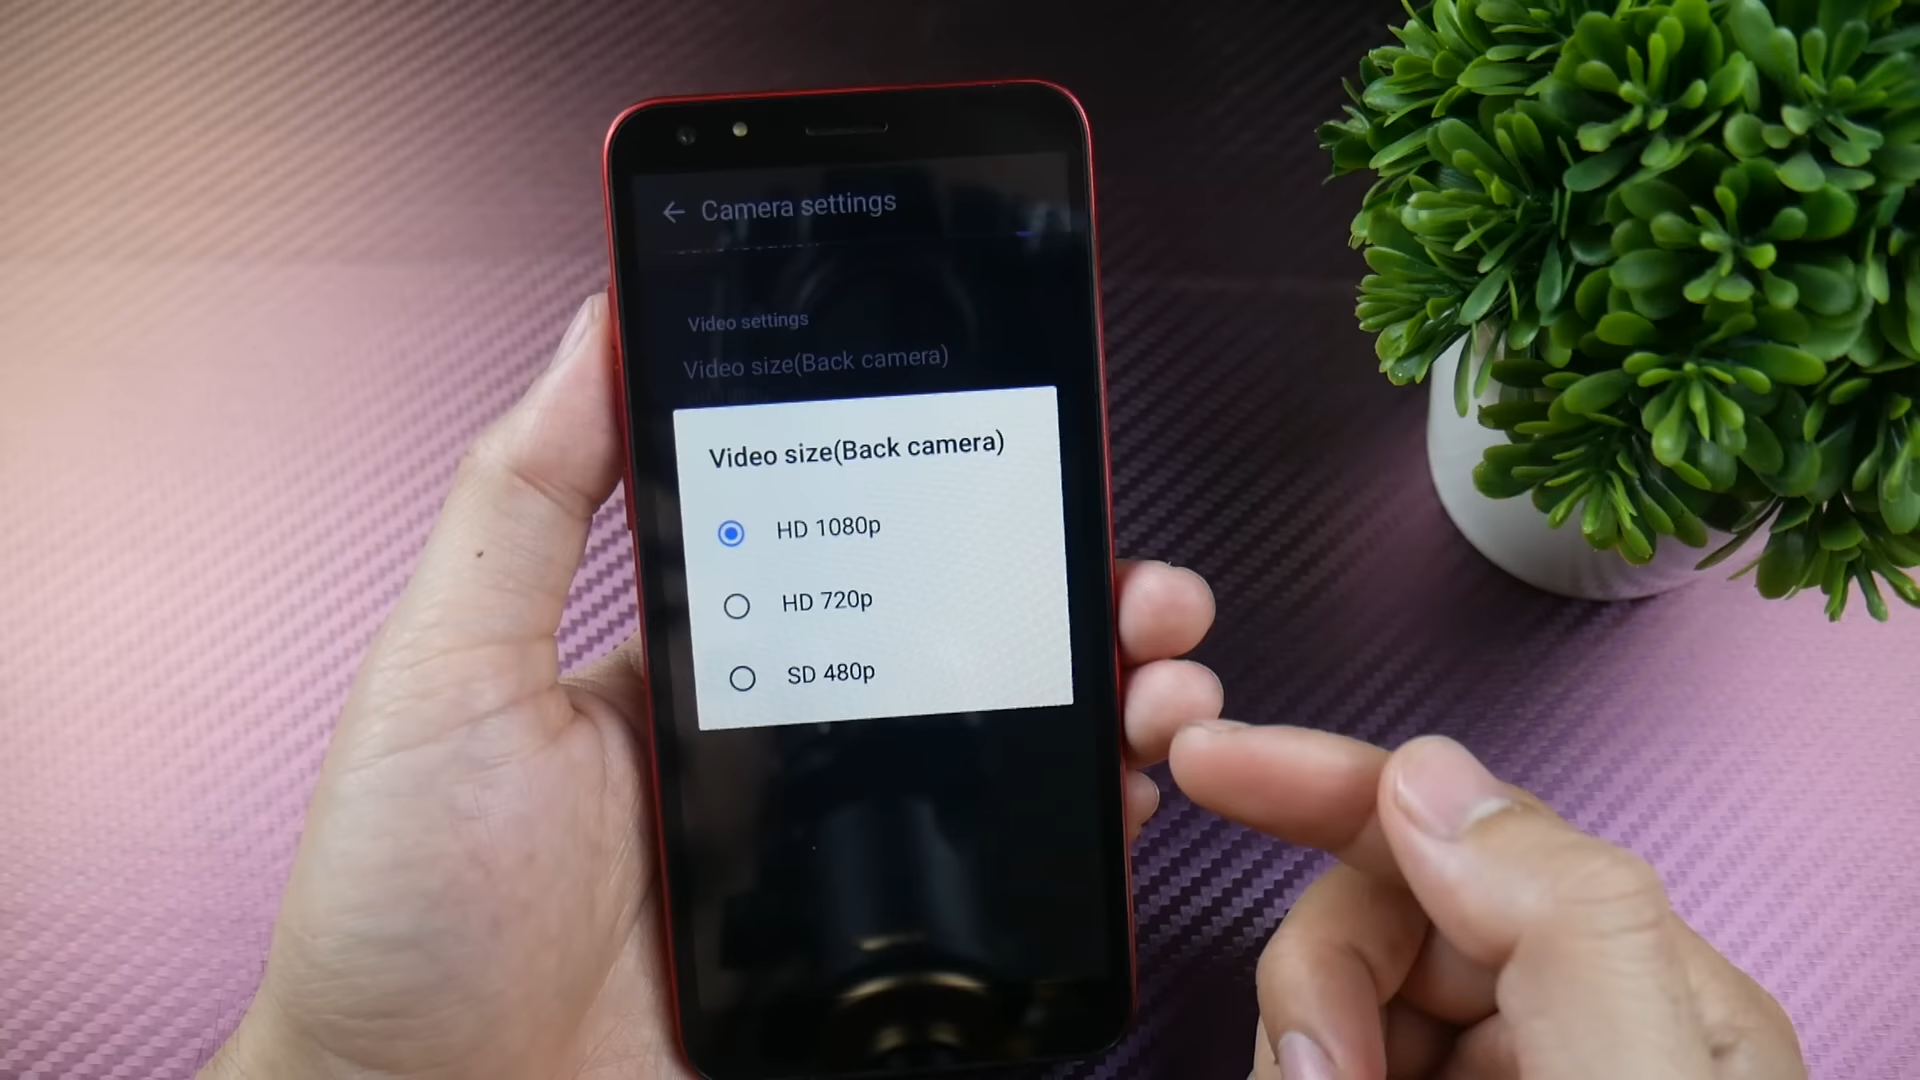 Camera settings
Video settings
Video size(Back camera)
Video size(Back camera)
HD 1080p
HD 720p
SD 480p